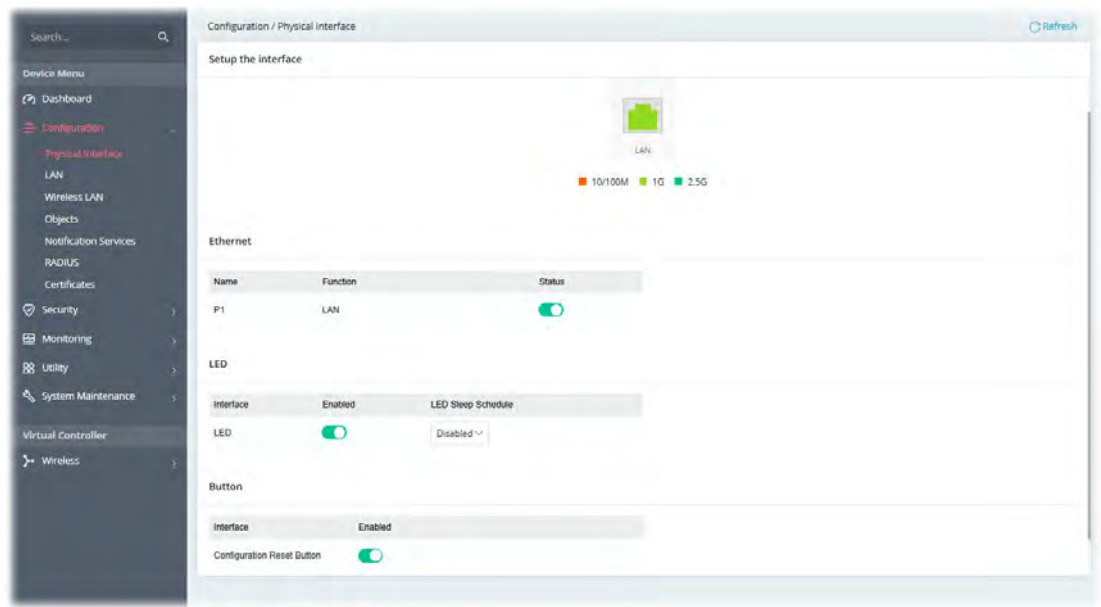 Search...
Device Menu
Dashboard
Configuration
Physical Interface
LAN
Wireless LAN
Objects
Notification Services
RADIUS
Certificates
Security
Monitoring
Utility
System Maintenance
Virtual Controller
Wireless
Configuration / Physical Interface
Refresh
Setup the interface
LAN
10/100M 1G 2.5G
Ethernet
Name Function Status
P1 LAN
LED
Interface Enabled LED Sleep Schedule
LED Disabled
Button
Interface Enabled
Configuration Reset Button